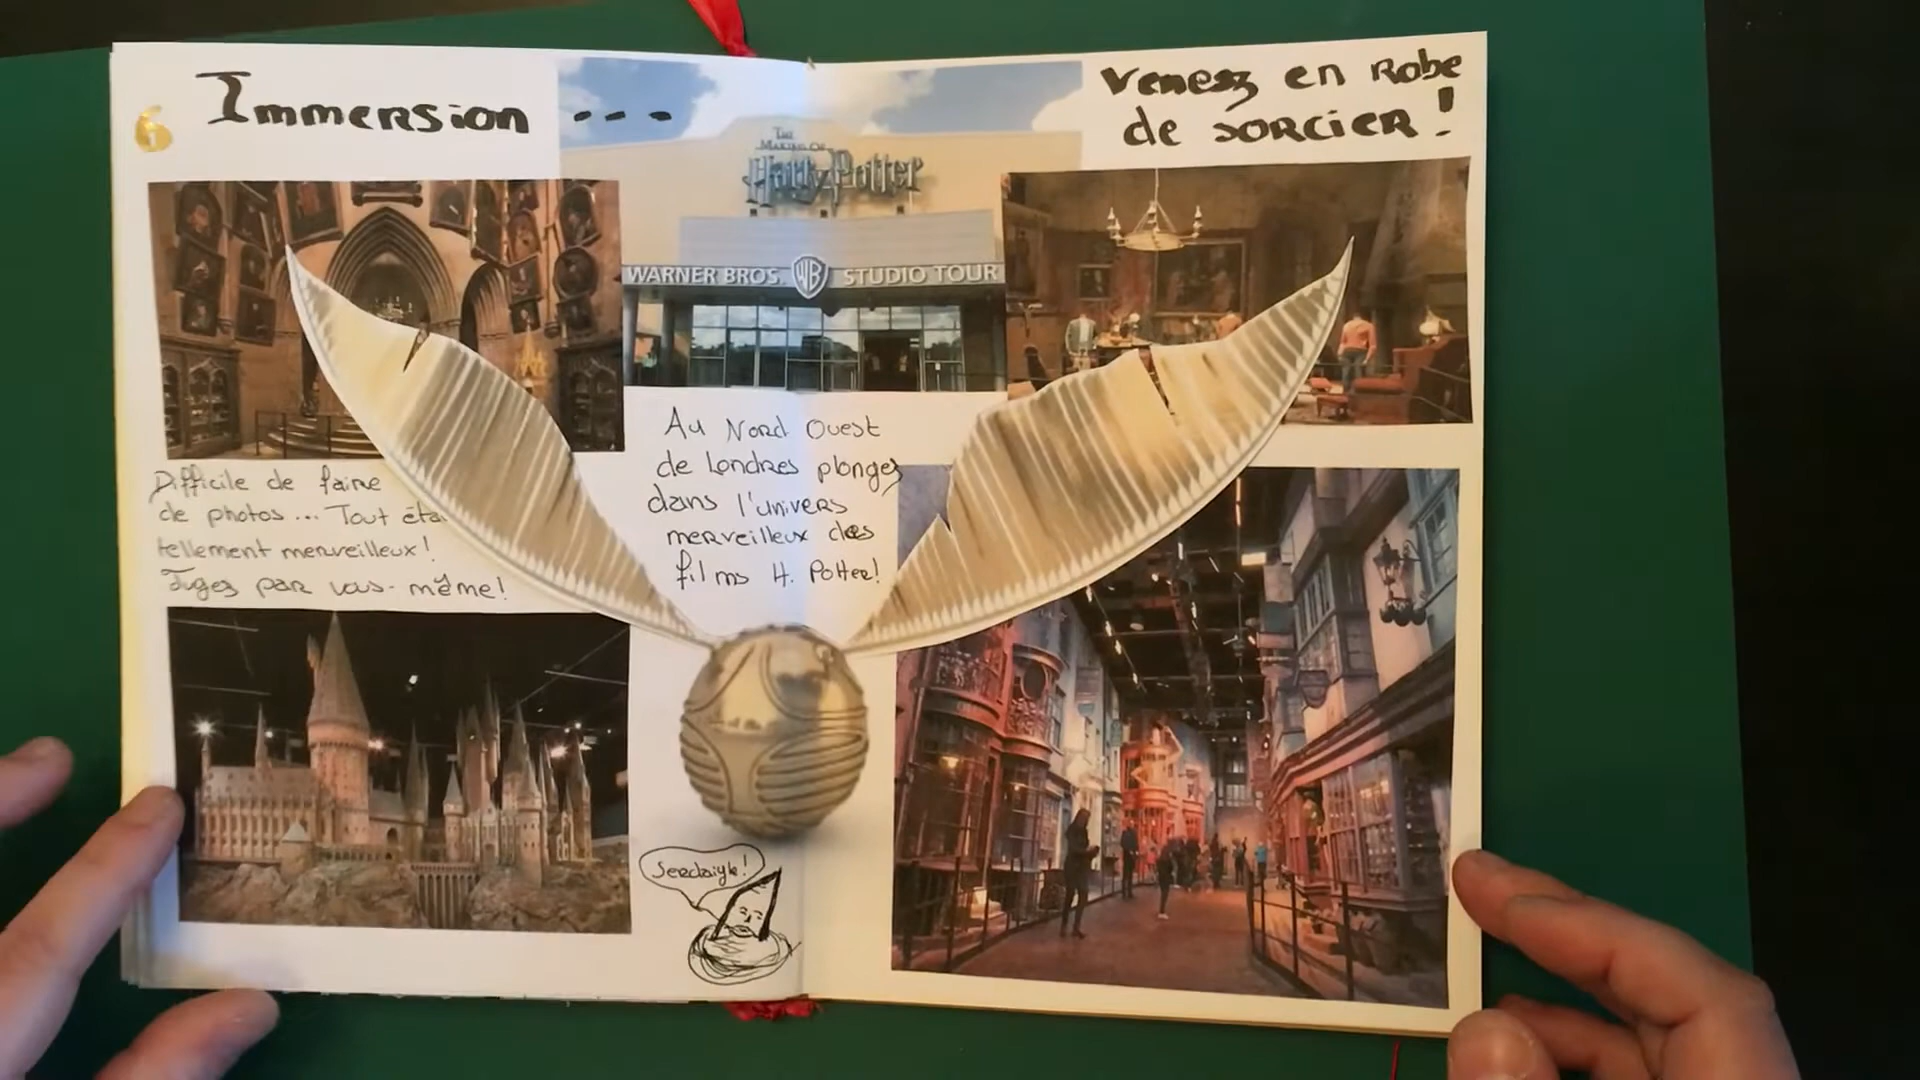 6
Immersion ...
Venez en Robe
de sorcier !
THE
MAKING OF
Harry Potter
WARNER BROS. WB STUDIO TOUR
Au Nord Ouest
de Londres plongez
dans l'univers
merveilleux des
films H. Potter!
Difficile de faire
de photos... Tout éta
tellement merveilleux!
Jugez par vous-même!
Serdaigle!